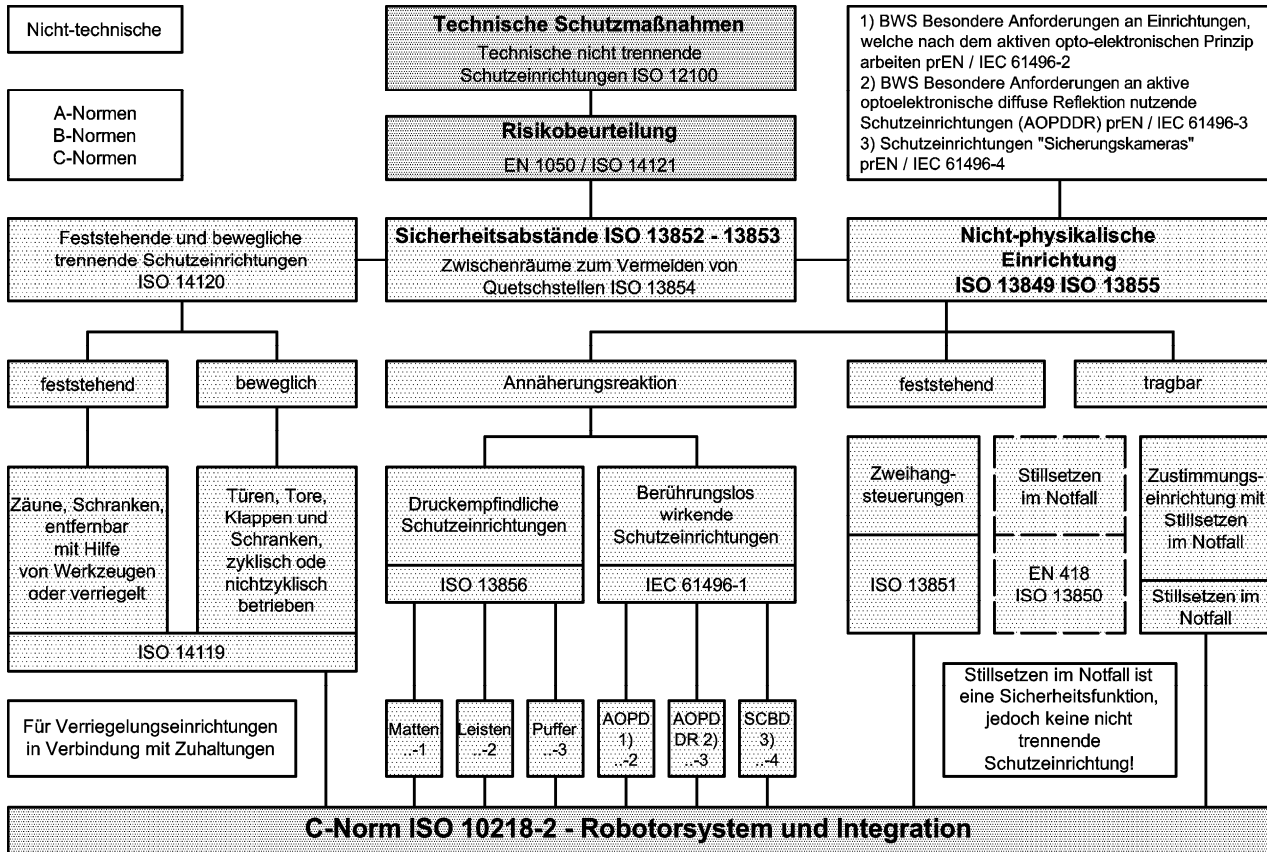 Nicht-technische
A-Normen
B-Normen
C-Normen
Technische Schutzmaßnahmen
Technische nicht trennende
Schutzeinrichtungen ISO 12100
Risikobeurteilung
EN 1050 / ISO 14121
1) BWS Besondere Anforderungen an Einrichtungen,
welche nach dem aktiven opto-elektronischen Prinzip
arbeiten prEN / IEC 61496-2
2) BWS Besondere Anforderungen an aktive
optoelektronische diffuse Reflektion nutzende
Schutzeinrichtungen (AOPDDR) prEN / IEC 61496-3
3) Schutzeinrichtungen "Sicherungskameras"
prEN / IEC 61496-4
Feststehende und bewegliche
trennende Schutzeinrichtungen
ISO 14120
Sicherheitsabstände ISO 13852 - 13853
Zwischenräume zum Vermelden von
Quetschstellen ISO 13854
Nicht-physikalische
Einrichtung
ISO 13849 ISO 13855
feststehend
beweglich
Annäherungsreaktion
feststehend
tragbar
Zäune, Schranken,
entfernbar
mit Hilfe
von Werkzeugen
oder verriegelt
Türen, Tore,
Klappen und
Schranken,
zyklisch ode
nichtzyklisch
betrieben
ISO 14119
Druckempfindliche
Schutzeinrichtungen
ISO 13856
Berührungslos
wirkende
Schutzeinrichtungen
IEC 61496-1
Zweihang-
steuerungen
ISO 13851
Stillsetzen
im Notfall
EN 418
ISO 13850
Zustimmungs-
einrichtung mit
Stillsetzen
im Notfall
Stillsetzen im
Notfall
Für Verriegelungseinrichtungen
in Verbindung mit Zuhaltungen
Matten
..-1
Leisten
..-2
Puffer
..-3
AOPD
1)
..-2
AOPD
DR 2)
..-3
SCBD
3)
..-4
Stillsetzen im Notfall ist
eine Sicherheitsfunktion,
jedoch keine nicht
trennende
Schutzeinrichtung!
C-Norm ISO 10218-2 - Robotorsystem und Integration